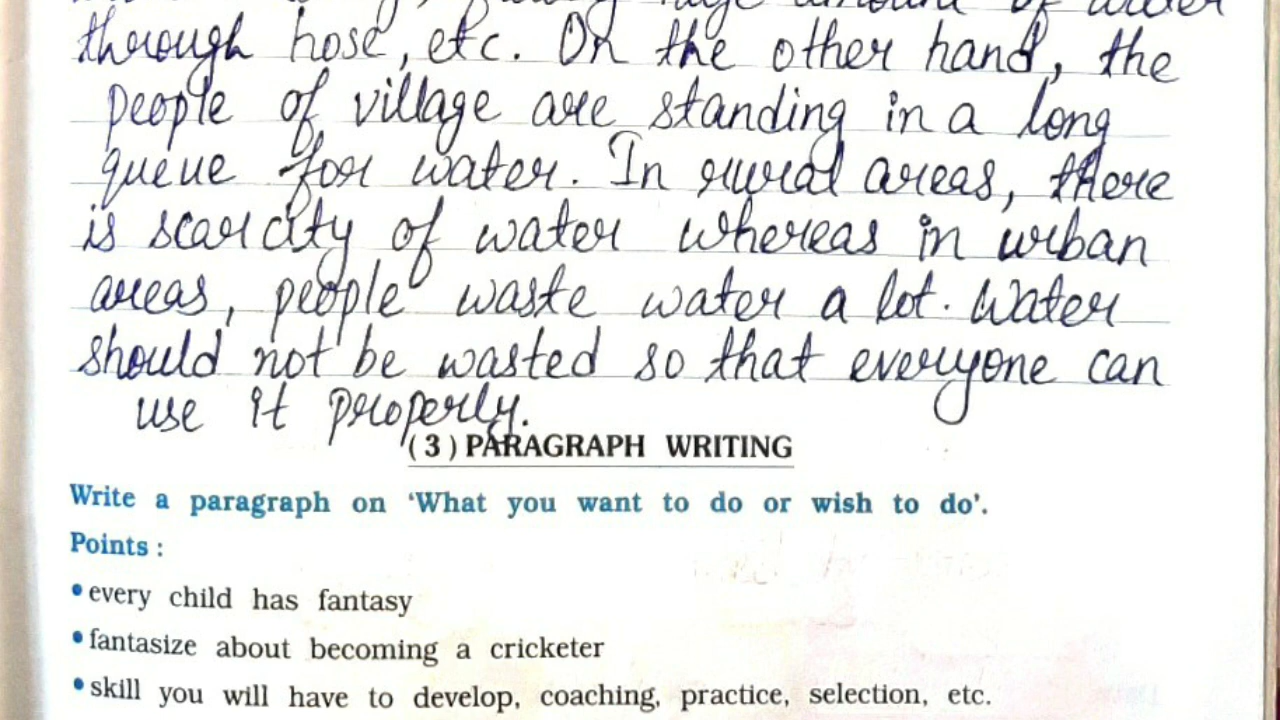 huge amount of water
through hose, etc. On the other hand, the
people of village are standing in a long
queue for water. In rural areas, there
is scarcity of water whereas in urban
areas, people waste water a lot. Water
should not be wasted so that everyone can
use it properly.
(3) PARAGRAPH WRITING
Write a paragraph on ‘What you want to do or wish to do’.
Points :
• every child has fantasy
• fantasize about becoming a cricketer
• skill you will have to develop, coaching, practice, selection, etc.